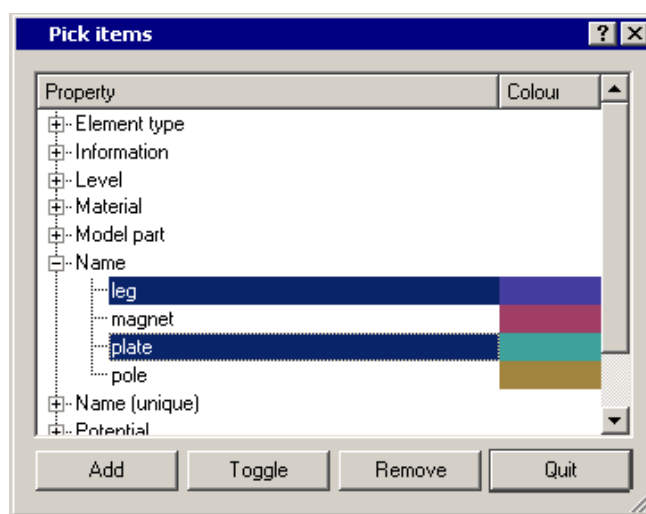 Pick items
Property Colour
Element type
Information
Level
Material
Model part
Name
leg
magnet
plate
pole
Name (unique)
Potential
Add Toggle Remove Quit